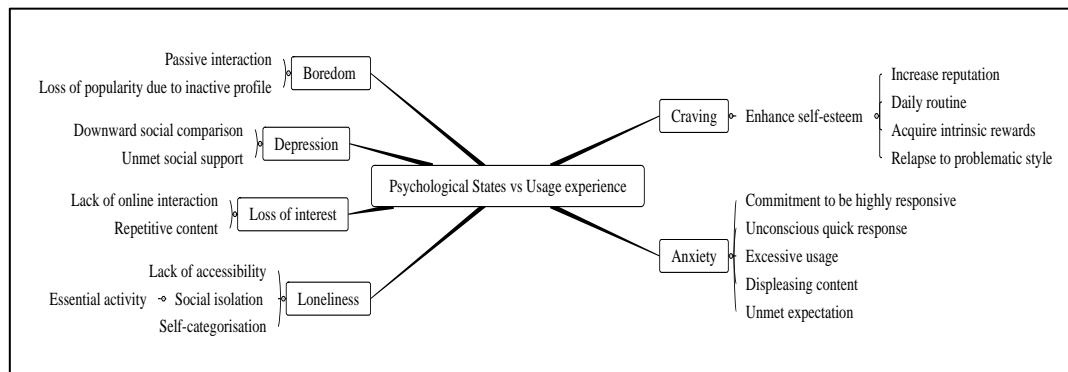 Psychological States vs Usage experience
Boredom
Passive interaction
Loss of popularity due to inactive profile
Depression
Downward social comparison
Unmet social support
Loss of interest
Lack of online interaction
Repetitive content
Loneliness
Lack of accessibility
Social isolation
Essential activity
Self-categorisation
Craving
Enhance self-esteem
Increase reputation
Daily routine
Acquire intrinsic rewards
Relapse to problematic style
Anxiety
Commitment to be highly responsive
Unconscious quick response
Excessive usage
Displeasing content
Unmet expectation